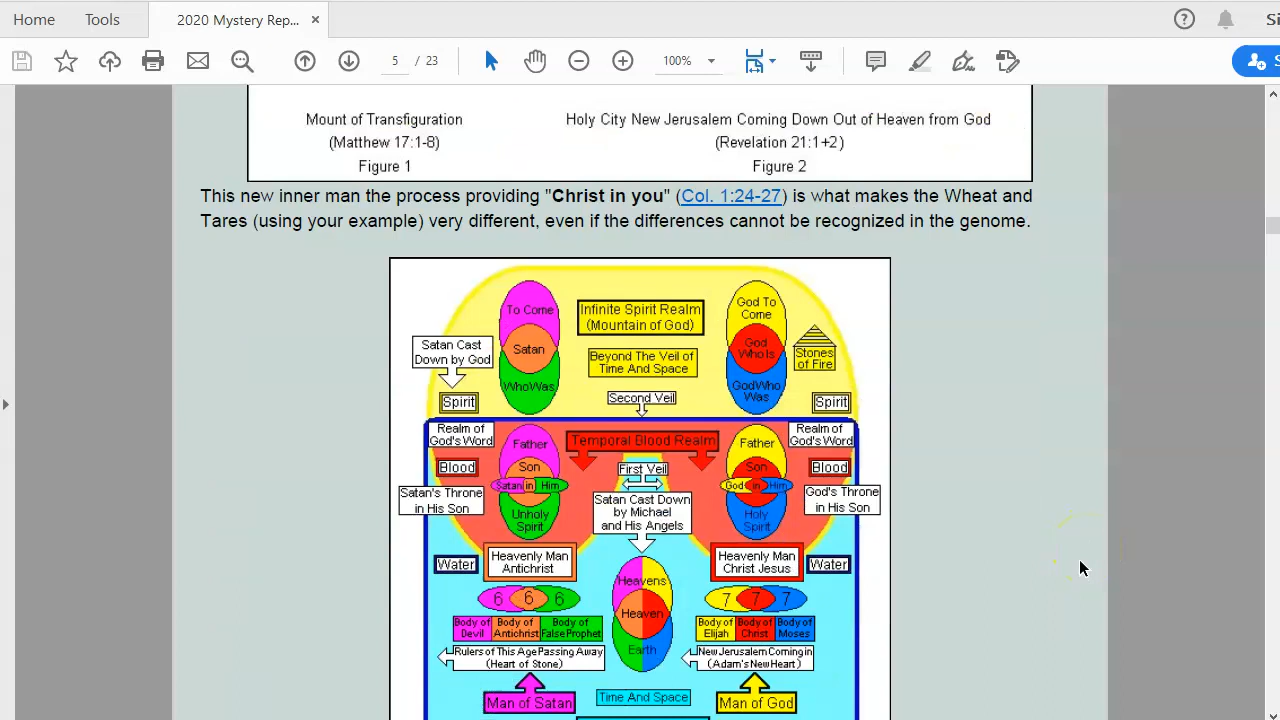 Home
Tools
2020 Mystery Rep...
×
Si
5 / 23
100%
S
Mount of Transfiguration
(Matthew 17:1-8)
Figure 1
Holy City New Jerusalem Coming Down Out of Heaven from God
(Revelation 21:1+2)
Figure 2
This new inner man the process providing "Christ in you" (Col. 1:24-27) is what makes the Wheat and
Tares (using your example) very different, even if the differences cannot be recognized in the genome.
To Come
Satan
WhoWas
Infinite Spirit Realm
(Mountain of God)
God To
Come
God
WhoIs
GodWho
Was
Satan Cast
Down by God
Beyond The Veil of
Time And Space
Stones
of Fire
Spirit
Second Veil
Spirit
Realm of
God's Word
Father
Son
Satan in Him
Unholy
Spirit
Temporal Blood Realm
Father
Son
God in Him
Holy
Spirit
Realm of
God's Word
Blood
First Veil
Blood
Satan's Throne
in His Son
Satan Cast Down
by Michael
and His Angels
God's Throne
in His Son
Water
Heavenly Man
Antichrist
Heavenly Man
Christ Jesus
Water
6 6 6
Heavens
Heaven
Earth
7 7 7
Body of
Devil
Body of
Antichrist
Body of
False Prophet
Body of
Elijah
Body of
Christ
Body of
Moses
Rulers of This Age Passing Away
(Heart of Stone)
New Jerusalem Coming in
(Adam's New Heart)
Man of Satan
Time And Space
Man of God